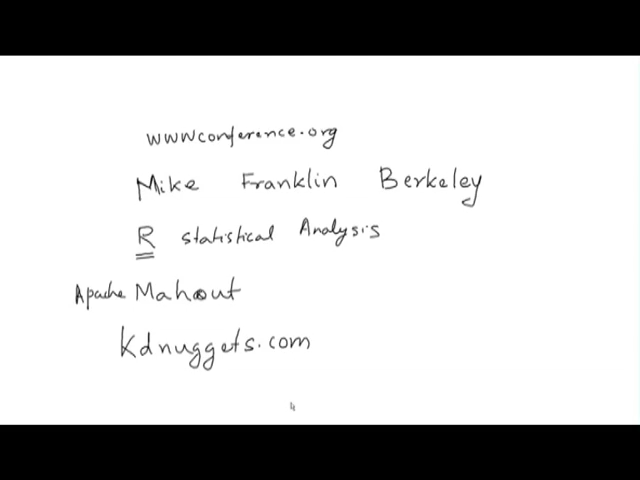 wwwconference.org
Mike Franklin Berkeley
R statistical Analysis
Apache Mahout
Kdnuggets.com